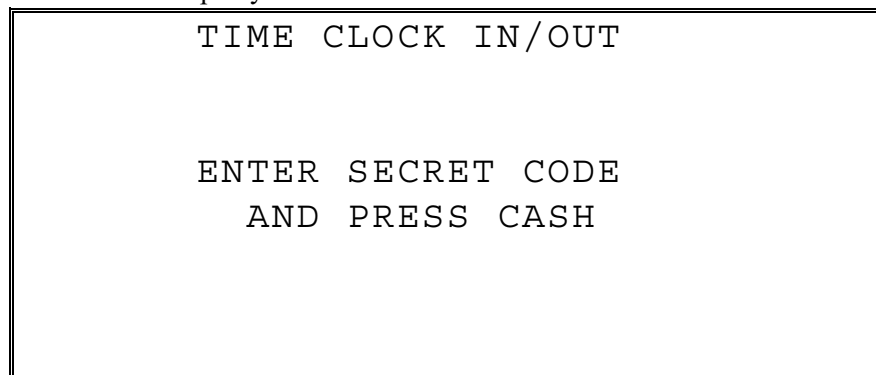 TIME CLOCK IN/OUT
ENTER SECRET CODE
AND PRESS CASH